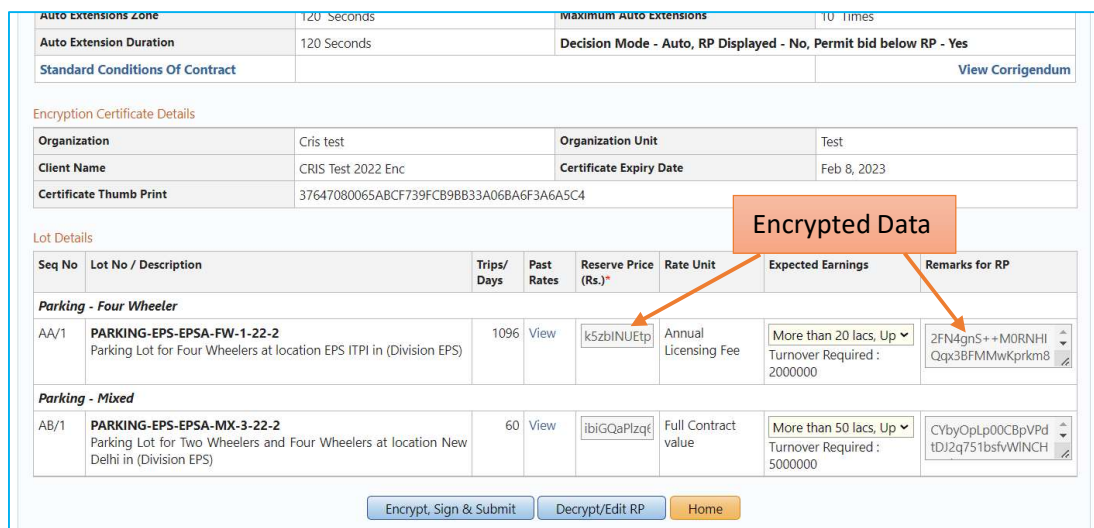 Auto Extensions Zone 120 Seconds Maximum Auto Extensions 10 Times
Auto Extension Duration 120 Seconds Decision Mode - Auto, RP Displayed - No, Permit bid below RP - Yes
Standard Conditions Of Contract View Corrigendum
Encryption Certificate Details
Organization Cris test Organization Unit Test
Client Name CRIS Test 2022 Enc Certificate Expiry Date Feb 8, 2023
Certificate Thumb Print 37647080065ABCF739FCB9BB33A06BA6F3A6A5C4
Encrypted Data
Lot Details
Seq No Lot No / Description Trips/ Past Reserve Price Rate Unit Expected Earnings Remarks for RP
Days Rates (Rs.)*
Parking - Four Wheeler
AA/1 PARKING-EPS-EPSA-FW-1-22-2 1096 View k5zbINUEtp Annual More than 20 lacs, Up 2FN4gnS++M0RNHI
Parking Lot for Four Wheelers at location EPS ITPI in (Division EPS) Licensing Fee Turnover Required : Qqx3BFMMwKprkm8
2000000
Parking - Mixed
AB/1 PARKING-EPS-EPSA-MX-3-22-2 60 View ibiGQaPlzq6 Full Contract More than 50 lacs, Up CYbyOpLp00CBpVPd
Parking Lot for Two Wheelers and Four Wheelers at location New value Turnover Required : tDJ2q751bsfvWlNCH
Delhi in (Division EPS) 5000000
Encrypt, Sign & Submit Decrypt/Edit RP Home